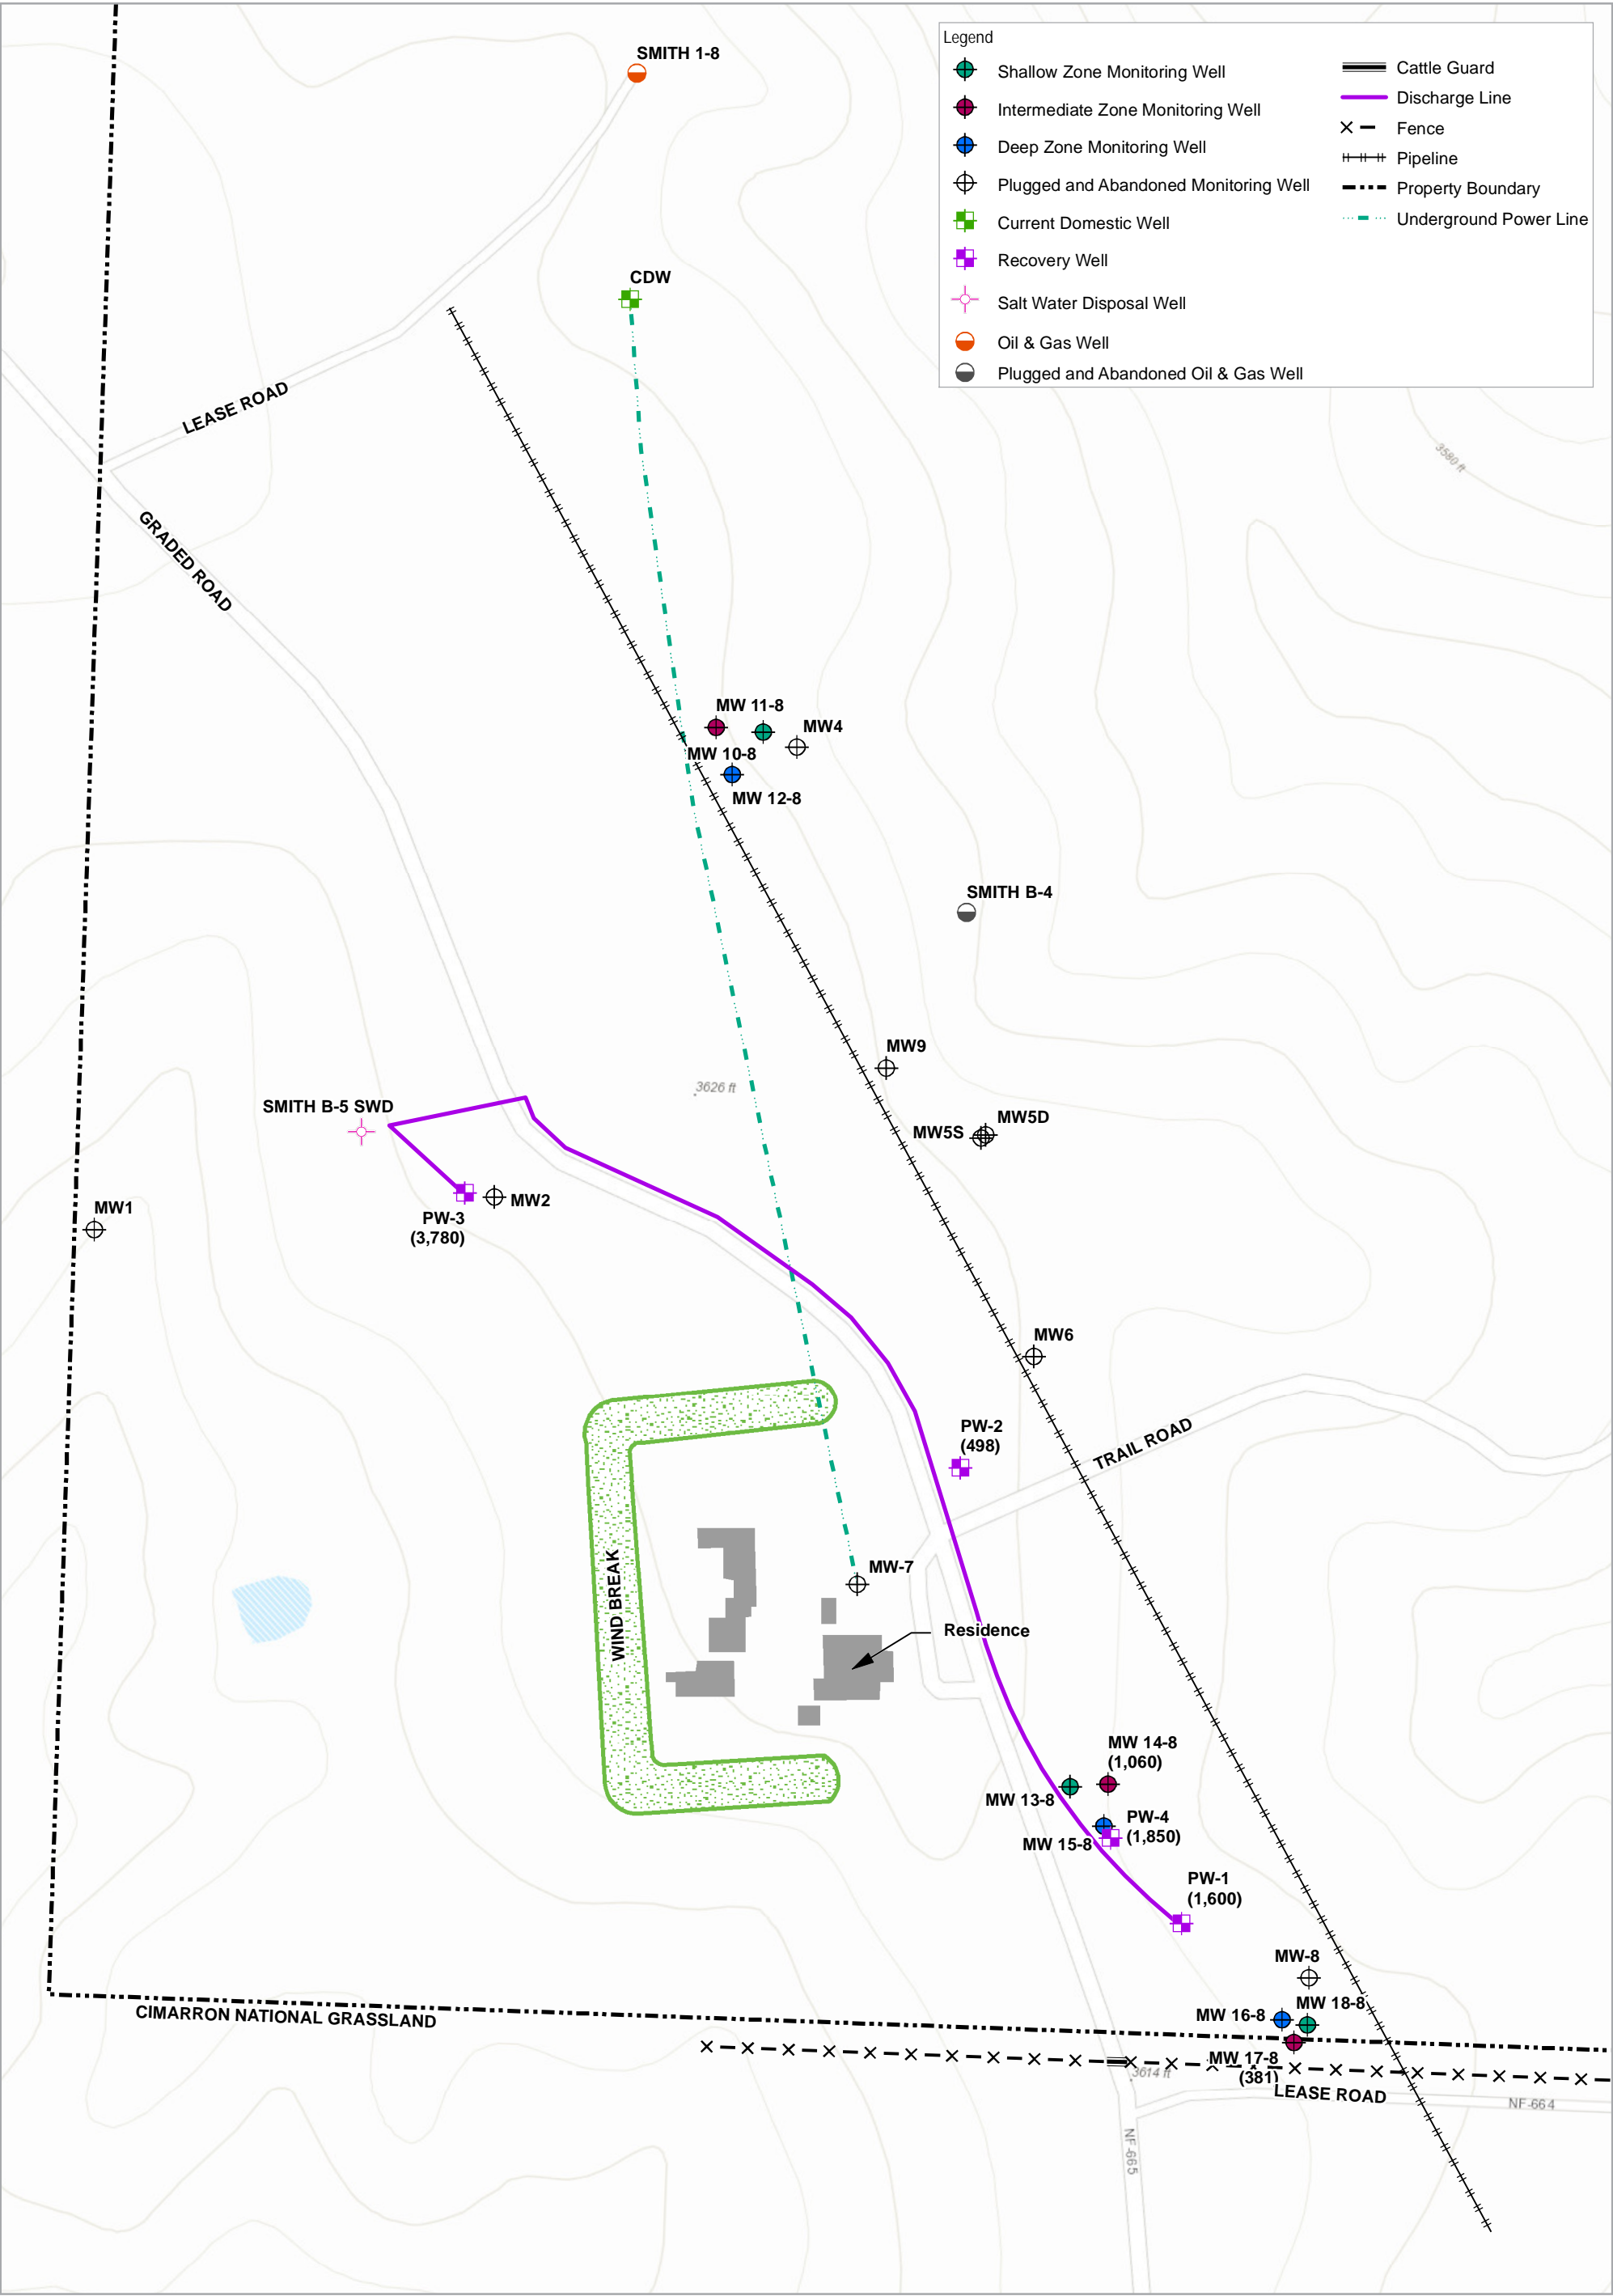 SMITH 1-8
Legend
Shallow Zone Monitoring Well
Intermediate Zone Monitoring Well
Deep Zone Monitoring Well
Plugged and Abandoned Monitoring Well
Current Domestic Well
Recovery Well
Salt Water Disposal Well
Oil & Gas Well
Plugged and Abandoned Oil & Gas Well
Cattle Guard
Discharge Line
Fence
Pipeline
Property Boundary
Underground Power Line
CDW
LEASE ROAD
3580 ft
GRADED ROAD
MW 11-8
MW4
MW 10-8
MW 12-8
SMITH B-4
MW9
3626 ft
SMITH B-5 SWD
MW5D
MW5S
MW1
MW2
PW-3
(3,780)
MW6
PW-2
(498)
TRAIL ROAD
WIND BREAK
MW-7
Residence
MW 14-8
(1,060)
MW 13-8
PW-4
(1,850)
MW 15-8
PW-1
(1,600)
MW-8
MW 18-8
MW 16-8
CIMARRON NATIONAL GRASSLAND
MW 17-8
(381)
3614 ft
LEASE ROAD
NF-664
NF-665